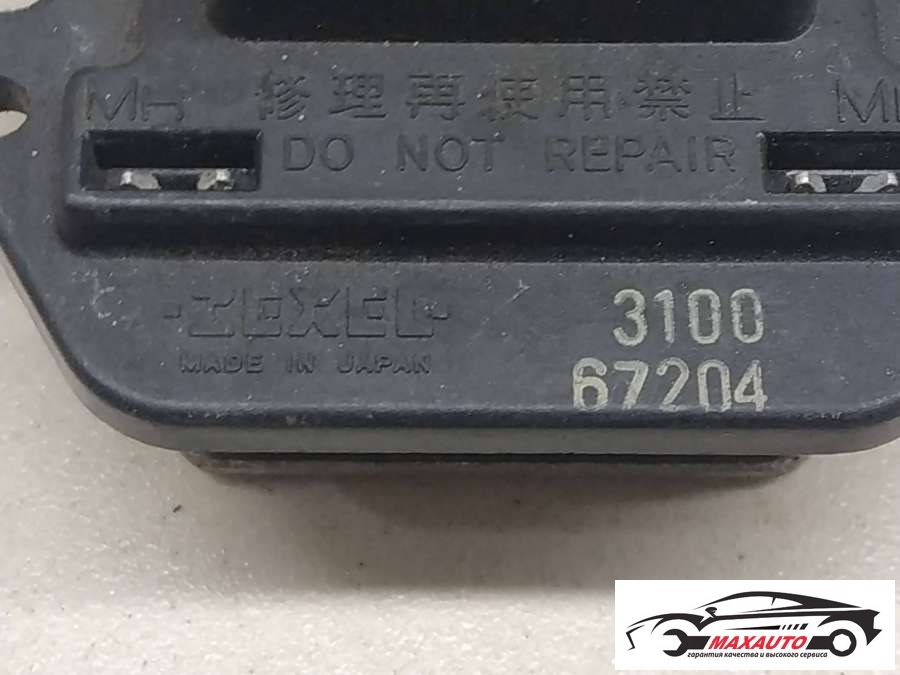 MH 修理再使用禁止
DO NOT REPAIR
ZEXEL
MADE IN JAPAN
3100
67204
MAXAUTO
гарантия качества и высокого сервиса